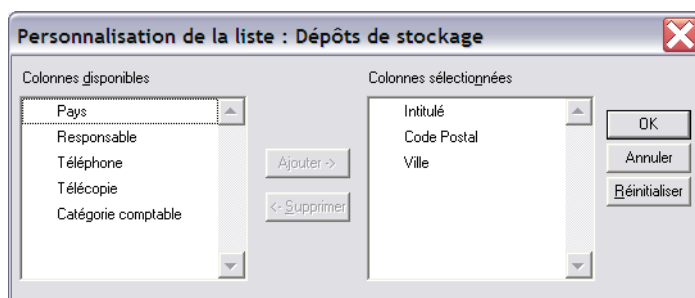 Personnalisation de la liste : Dépôts de stockage
Colonnes disponibles
Pays
Responsable
Téléphone
Télécopie
Catégorie comptable
Ajouter ->
<- Supprimer
Colonnes sélectionnées
Intitulé
Code Postal
Ville
OK
Annuler
Réinitialiser